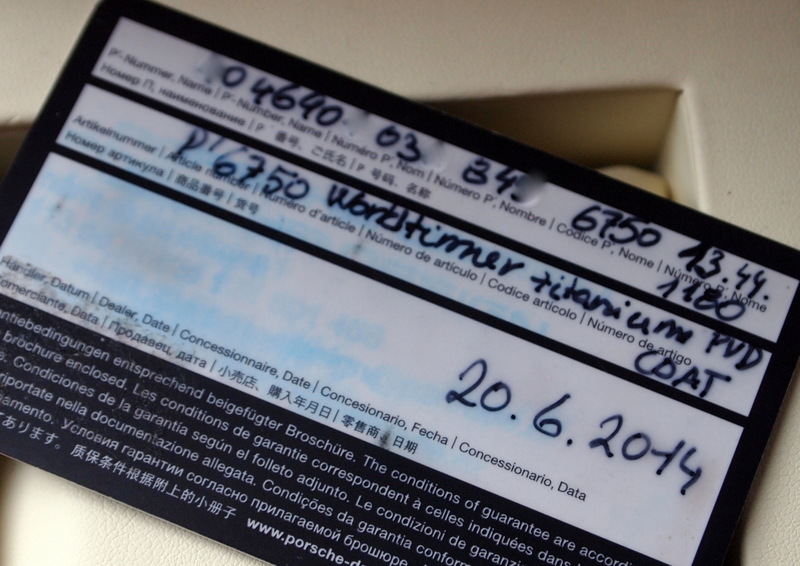 04640. 03 84. 6750 13.44.
1180
P'-Nummer, Name | P'-Number, Name | Numéro P', Nom | Número P', Nombre | Codice P', Nome | Número P', Nome
Номер П, наименование | P' 番号、ご氏名 | P 号码、名称
P' 6750 Worldtimer titanium PVD
COAT
Artikelnummer | Article number | Numéro d'article | Número de artículo | Codice articolo | Número de artigo
Номер артикула | 商品番号 | 货号
20.6.2014
Händler, Datum | Dealer, Date | Concessionnaire, Date | Concesionario, Fecha | Concessionario, Data
Comerciante, Data | Продавец, дата | 小売店、購入年月日 | 零售商、日期
antiebedingungen entsprechend beigefügter Broschüre. The conditions of guarantee are accordi
brochure enclosed. Les conditions de garantie correspondent à celles indiquées dans
. Condiciones de la garantía según el folleto adjunto. Le condizioni di garanzi
portate nella documentazione allegata. Condições da garantia conform
amento. Условия гарантии согласно прилагаемой брошюре.
てあります。 质保条件根据附上的小册子 www.porsche-d